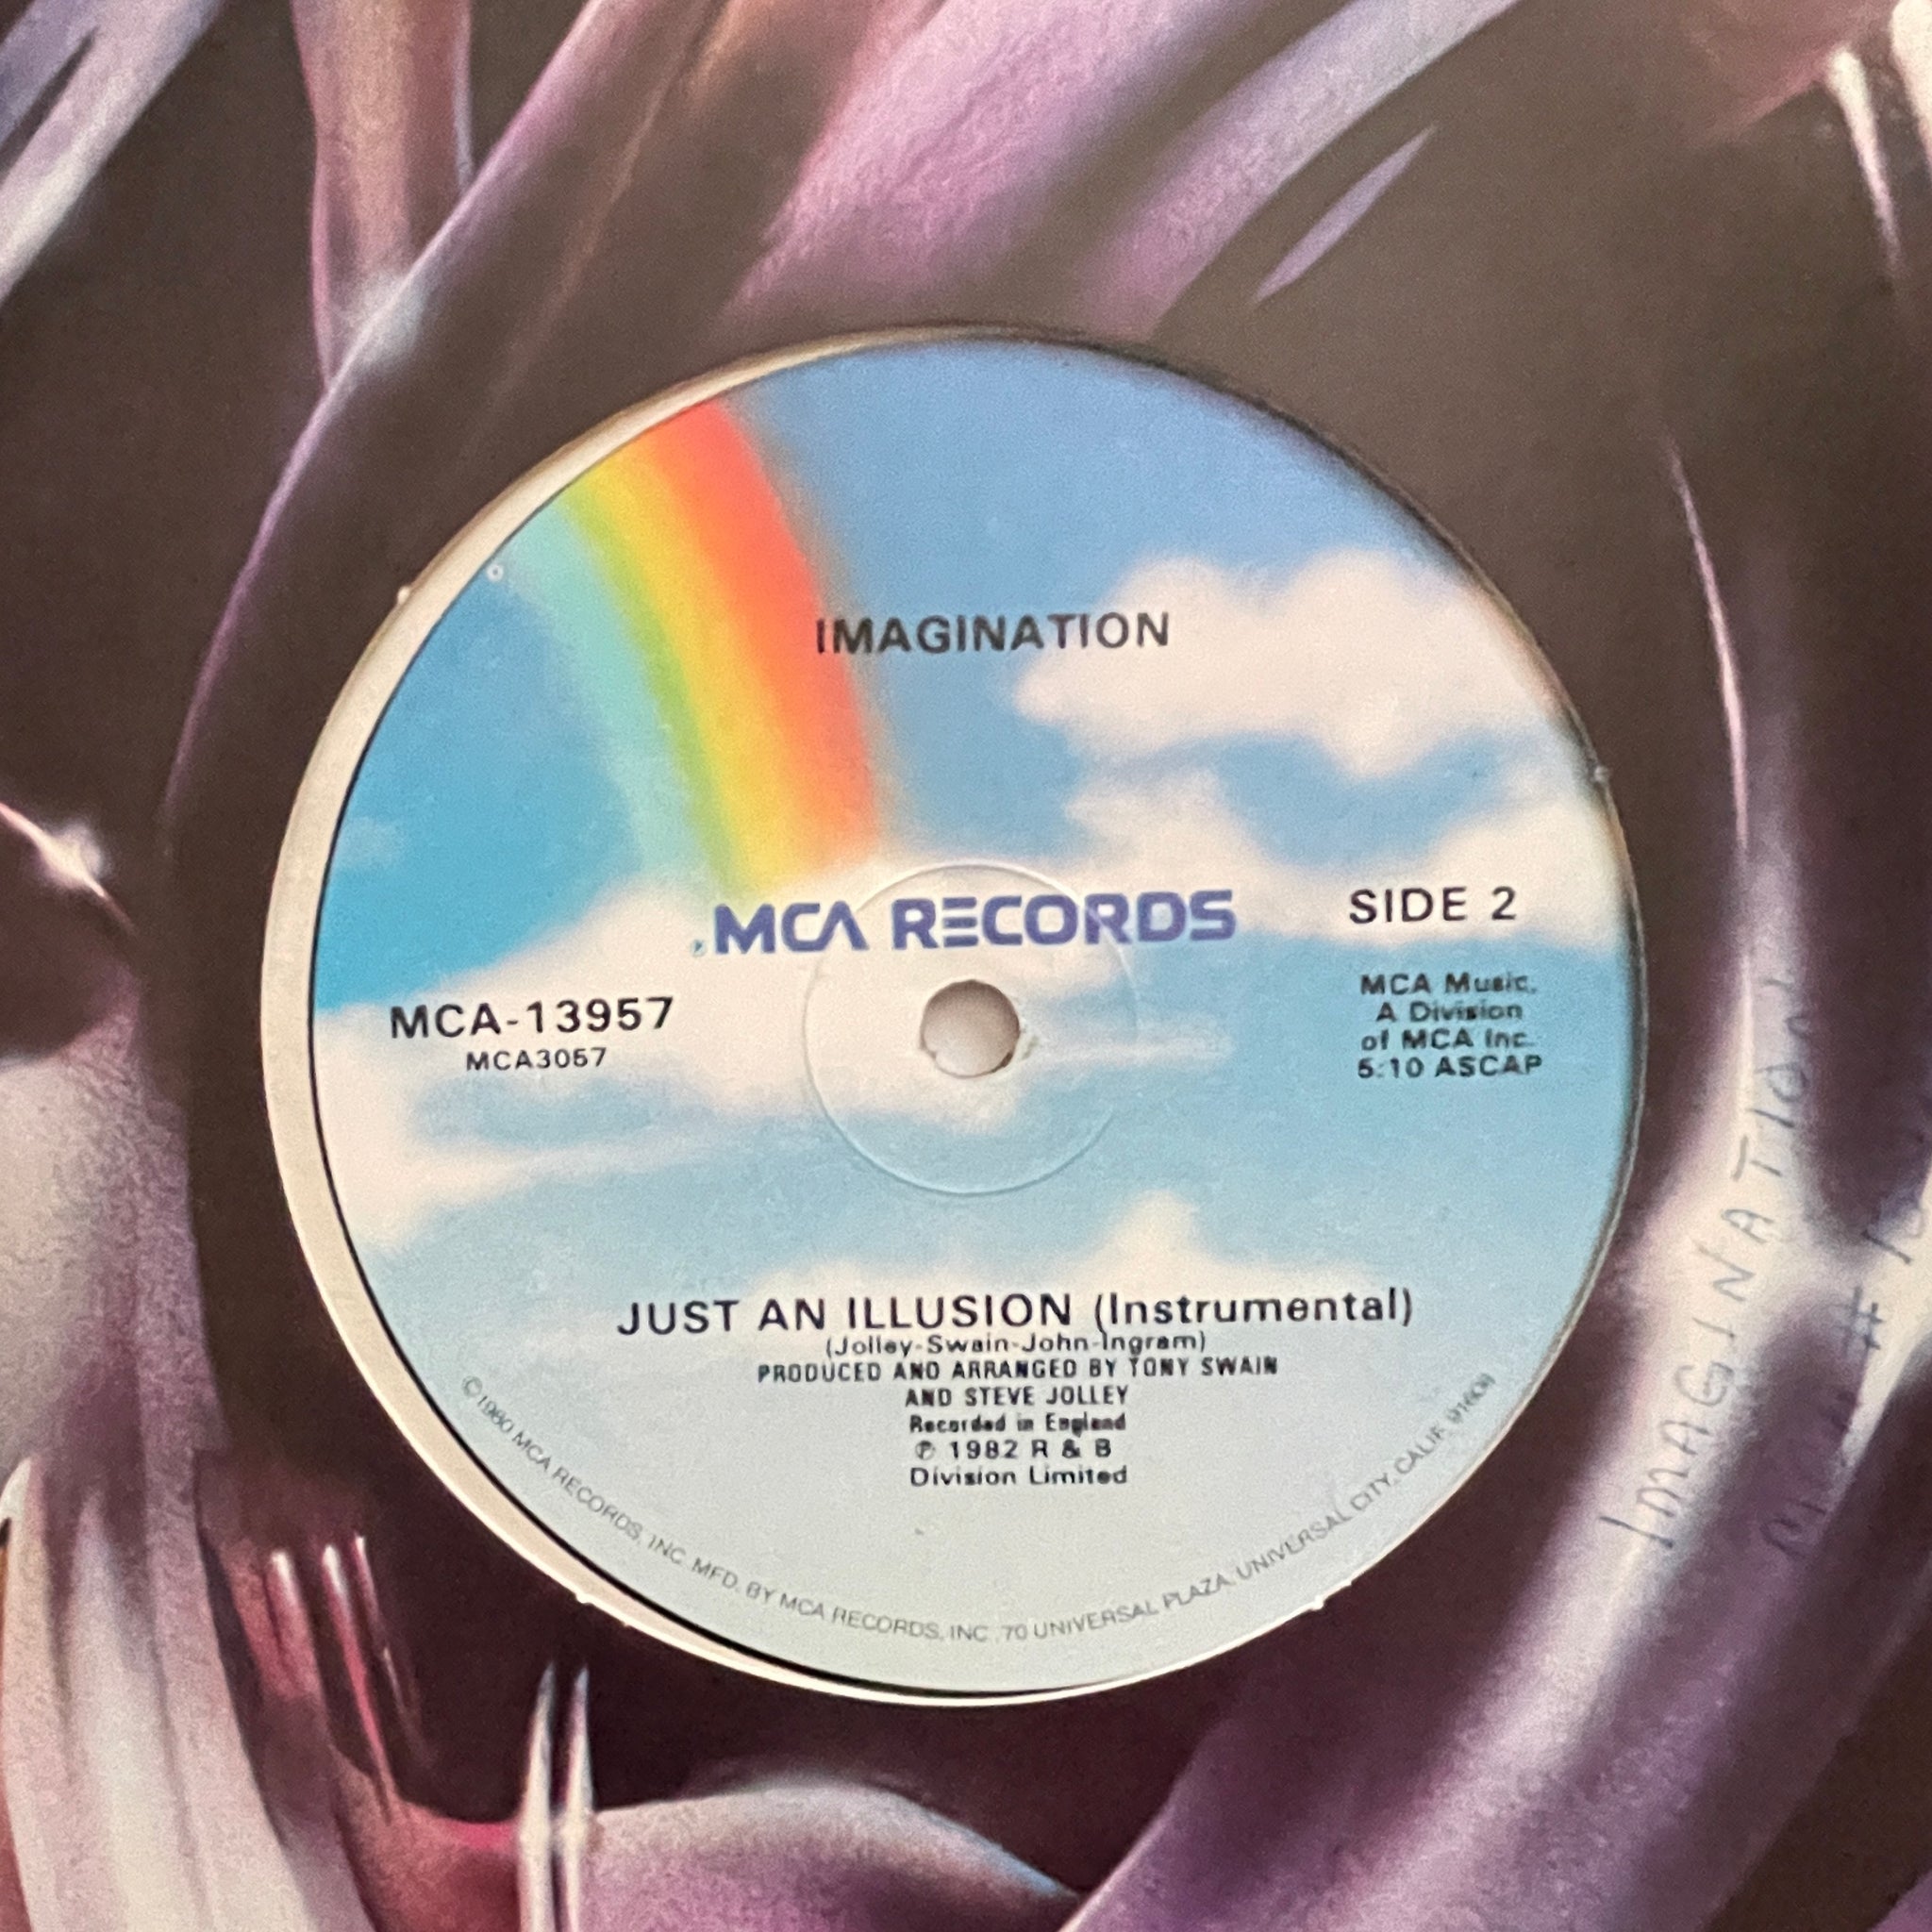 IMAGINATION
MCA RECORDS
SIDE 2
MCA-13957
MCA3057
MCA Music,
A Division
of MCA Inc.
5:10 ASCAP
JUST AN ILLUSION (Instrumental)
(Jolley-Swain-John-Ingram)
PRODUCED AND ARRANGED BY TONY SWAIN
AND STEVE JOLLEY
Recorded in England
℗ 1982 R & B
Division Limited
©1980 MCA RECORDS, INC. MFD. BY MCA RECORDS, INC. 70 UNIVERSAL PLAZA, UNIVERSAL CITY, CALIF. 91608
IMAGINATION